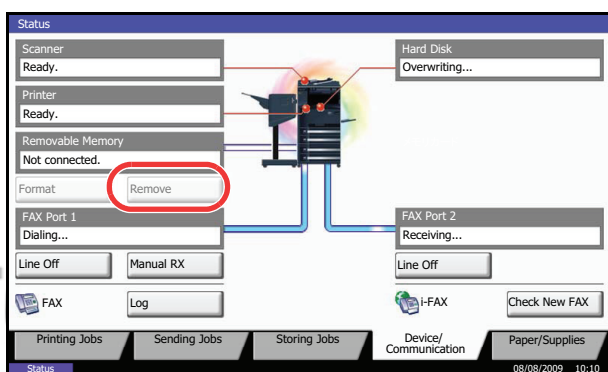 Status
Scanner
Ready.
Hard Disk
Overwriting...
Printer
Ready.
Removable Memory
Not connected.
Format
Remove
FAX Port 1
Dialing...
FAX Port 2
Receiving...
Line Off
Manual RX
Line Off
FAX
Log
i-FAX
Check New FAX
Printing Jobs
Sending Jobs
Storing Jobs
Device/
Communication
Paper/Supplies
Status
08/08/2009 10:10